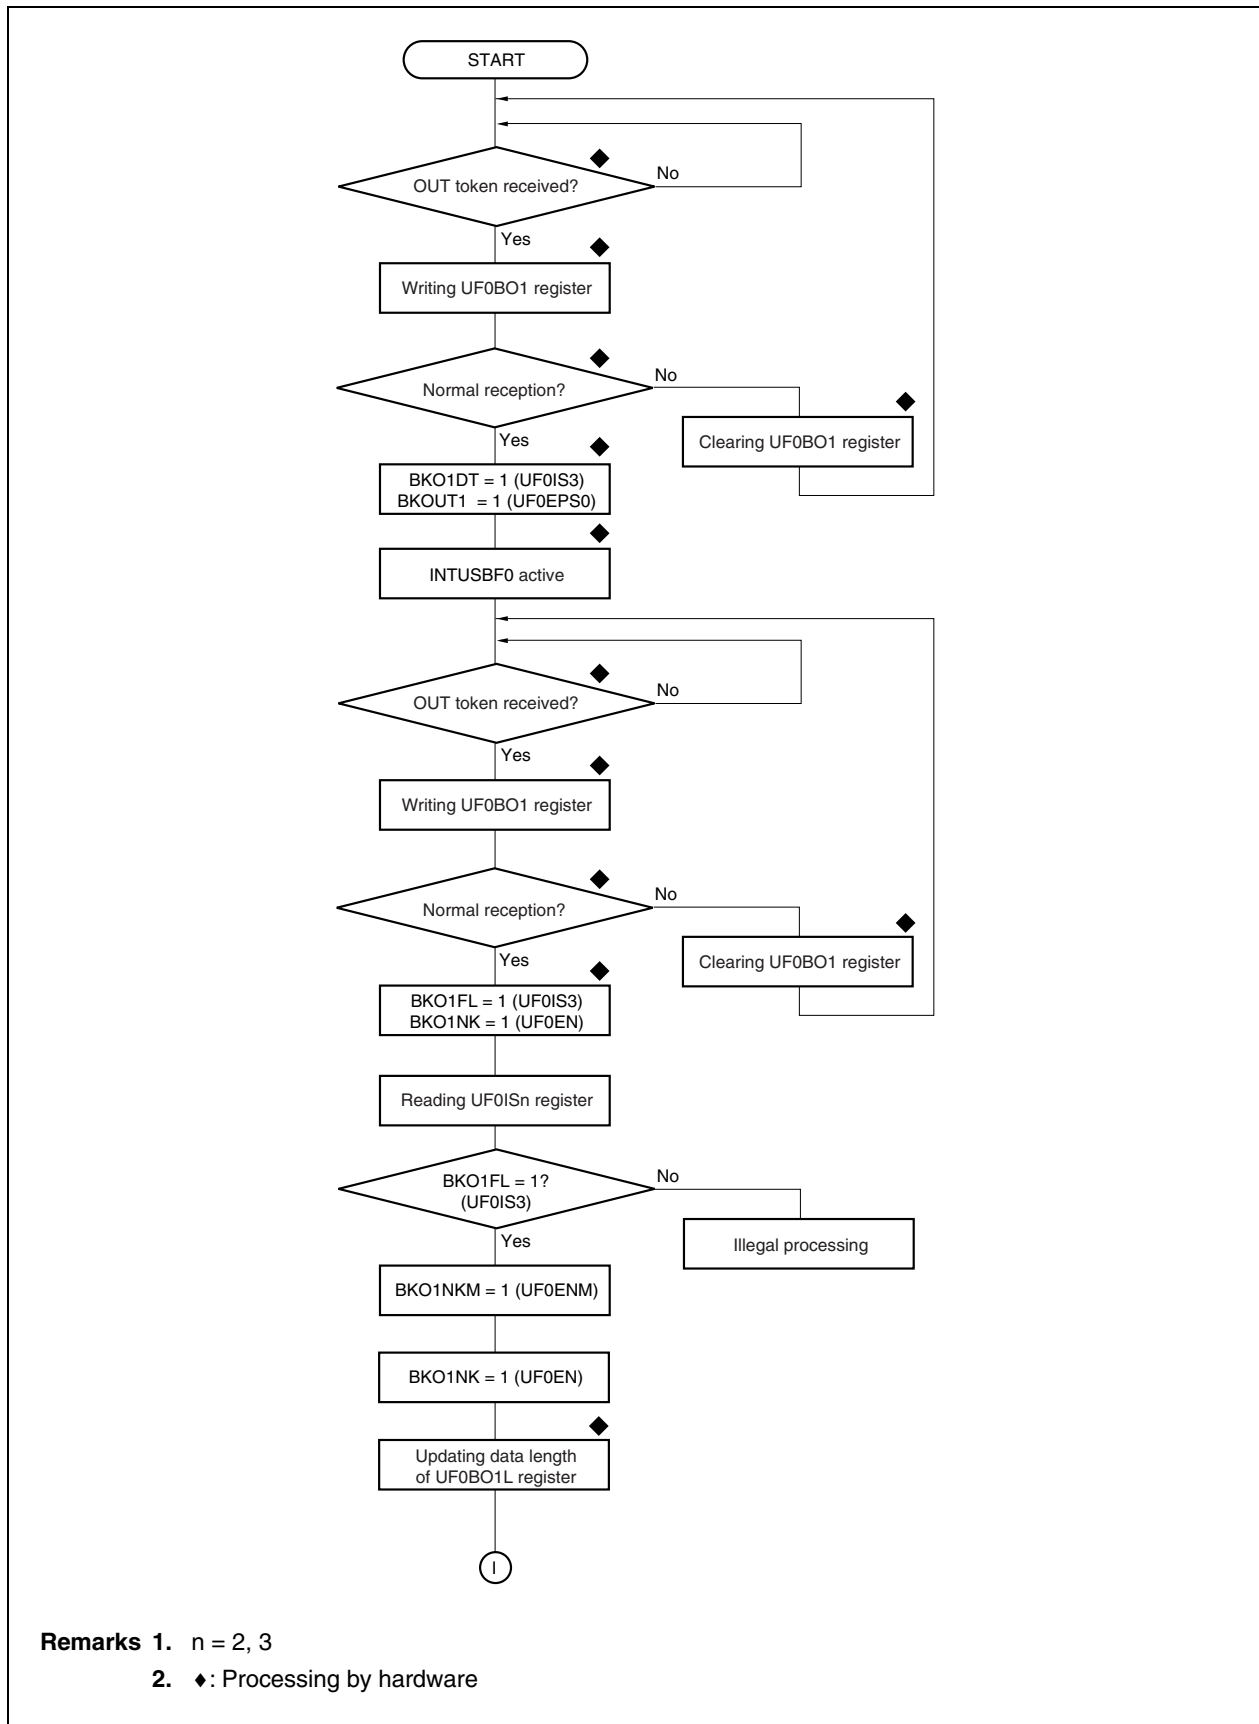 START
OUT token received?
No
Yes
Writing UF0BO1 register
Normal reception?
No
Clearing UF0BO1 register
Yes
BKO1DT = 1 (UF0IS3)
BKOUT1 = 1 (UF0EPS0)
INTUSBF0 active
OUT token received?
No
Yes
Writing UF0BO1 register
Normal reception?
No
Clearing UF0BO1 register
Yes
BKO1FL = 1 (UF0IS3)
BKO1NK = 1 (UF0EN)
Reading UF0ISn register
BKO1FL = 1?
(UF0IS3)
No
Illegal processing
Yes
BKO1NKM = 1 (UF0ENM)
BKO1NK = 1 (UF0EN)
Updating data length
of UF0BO1L register
I
Remarks 1. n = 2, 3
2. ♦: Processing by hardware